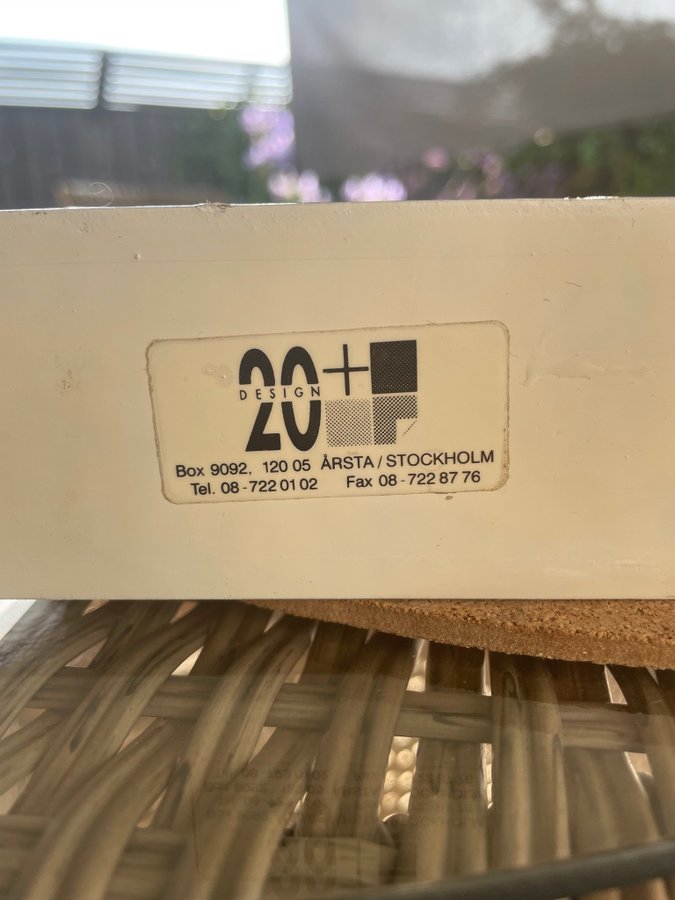 20+
DESIGN
Box 9092, 120 05 ÅRSTA / STOCKHOLM
Tel. 08-722 01 02 Fax 08-722 87 76